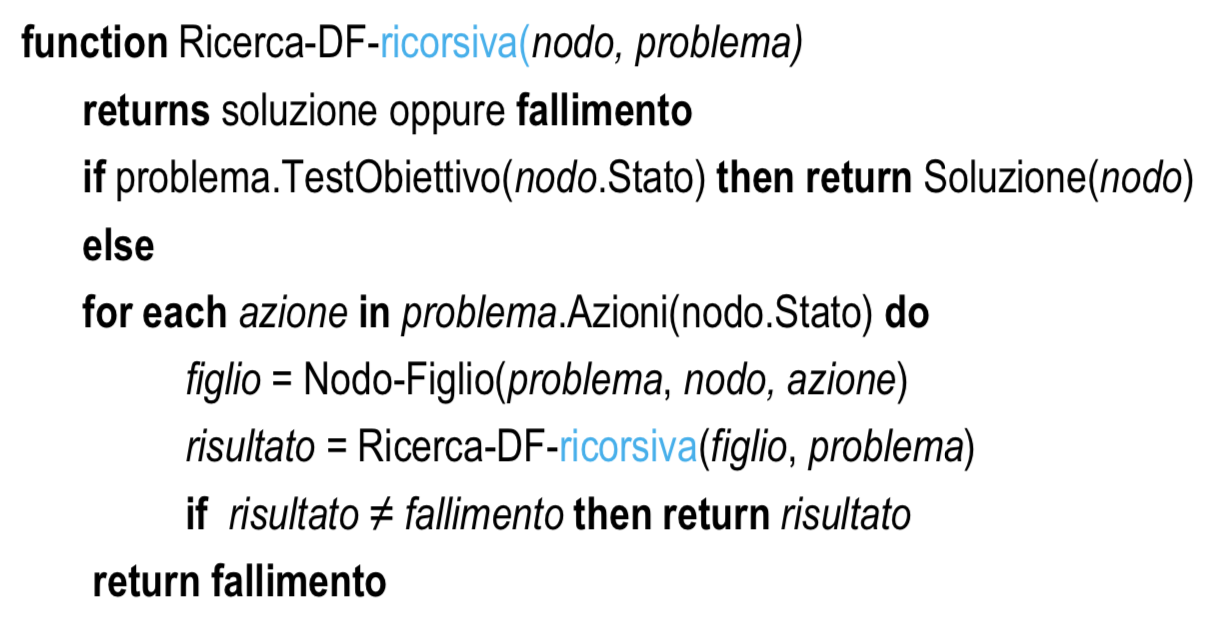 function Ricerca-DF-ricorsiva(nodo, problema)
returns soluzione oppure fallimento
if problema.TestObiettivo(nodo.Stato) then return Soluzione(nodo)
else
for each azione in problema.Azioni(nodo.Stato) do
figlio = Nodo-Figlio(problema, nodo, azione)
risultato = Ricerca-DF-ricorsiva(figlio, problema)
if risultato ≠ fallimento then return risultato
return fallimento